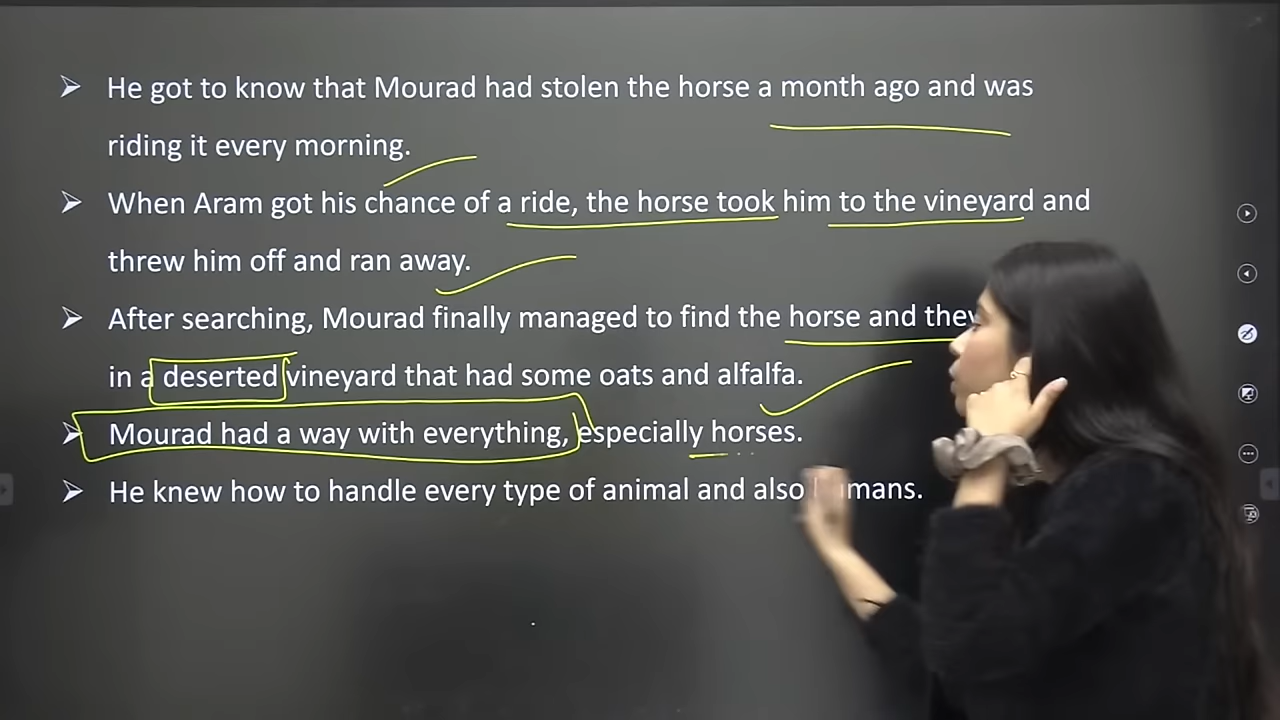 ➤ He got to know that Mourad had stolen the horse a month ago and was
riding it every morning.
➤ When Aram got his chance of a ride, the horse took him to the vineyard and
threw him off and ran away.
➤ After searching, Mourad finally managed to find the horse and they
in a deserted vineyard that had some oats and alfalfa.
➤ Mourad had a way with everything, especially horses.
➤ He knew how to handle every type of animal and also humans.